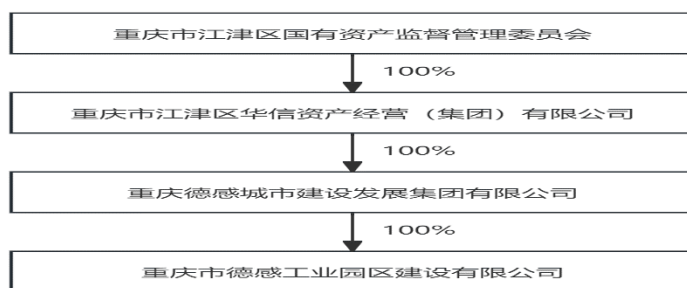 重庆市江津区国有资产监督管理委员会
100%
重庆市江津区华信资产经营（集团）有限公司
100%
重庆德感城市建设发展集团有限公司
100%
重庆市德感工业园区建设有限公司